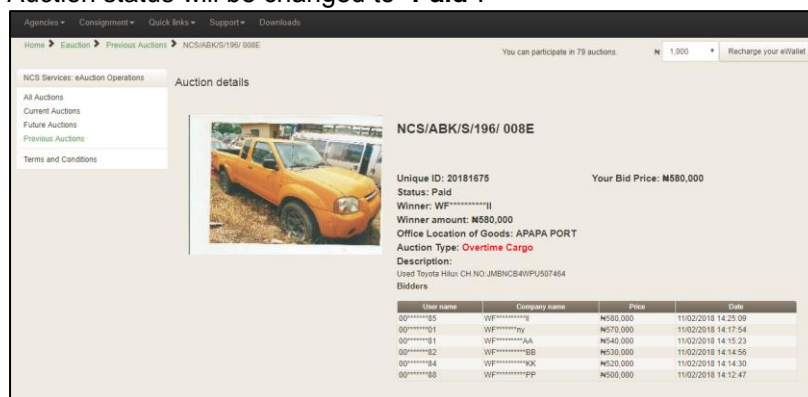 Auction status will be changed to "Paid".
Agencies Consignment Quick links Support Downloads
Home Eauction Previous Auctions NCS/ABK/S/196/ 008E
You can participate in 79 auctions. ₦ 1,000 Recharge your eWallet
NCS Services: eAuction Operations
All Auctions
Current Auctions
Future Auctions
Previous Auctions
Terms and Conditions
Auction details
NCS/ABK/S/196/ 008E
Unique ID: 20181675 Your Bid Price: ₦580,000
Status: Paid
Winner: WF**********II
Winner amount: ₦580,000
Office Location of Goods: APAPA PORT
Auction Type: Overtime Cargo
Description:
Used Toyota Hilux CH.NO:JMBNCB4WPU507464
Bidders
User name Company name Price Date
00*******85 WF**********II ₦580,000 11/02/2018 14:25:09
00*******01 WF********ny ₦570,000 11/02/2018 14:17:54
00*******81 WF*********AA ₦540,000 11/02/2018 14:15:23
00*******82 WF**********BB ₦530,000 11/02/2018 14:14:56
00*******84 WF**********KK ₦520,000 11/02/2018 14:14:30
00*******88 WF**********PP ₦500,000 11/02/2018 14:12:47